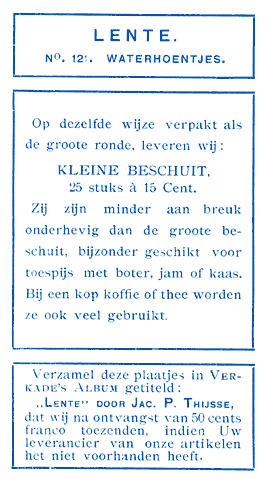 LENTE.
No. 121. WATERHOENTJES.
Op dezelfde wijze verpakt als
de groote ronde, leveren wij:
KLEINE BESCHUIT,
25 stuks à 15 Cent.
Zij zijn minder aan breuk
onderhevig dan de groote be-
schuit, bijzonder geschikt voor
toespijs met boter, jam of kaas.
Bij een kop koffie of thee worden
ze ook veel gebruikt.
Verzamel deze plaatjes in VER-
KADE'S ALBUM getiteld:
„LENTE" DOOR JAC. P. THIJSSE,
dat wij na ontvangst van 50 cents
franco toezenden, indien Uw
leverancier van onze artikelen
het niet voorhanden heeft.